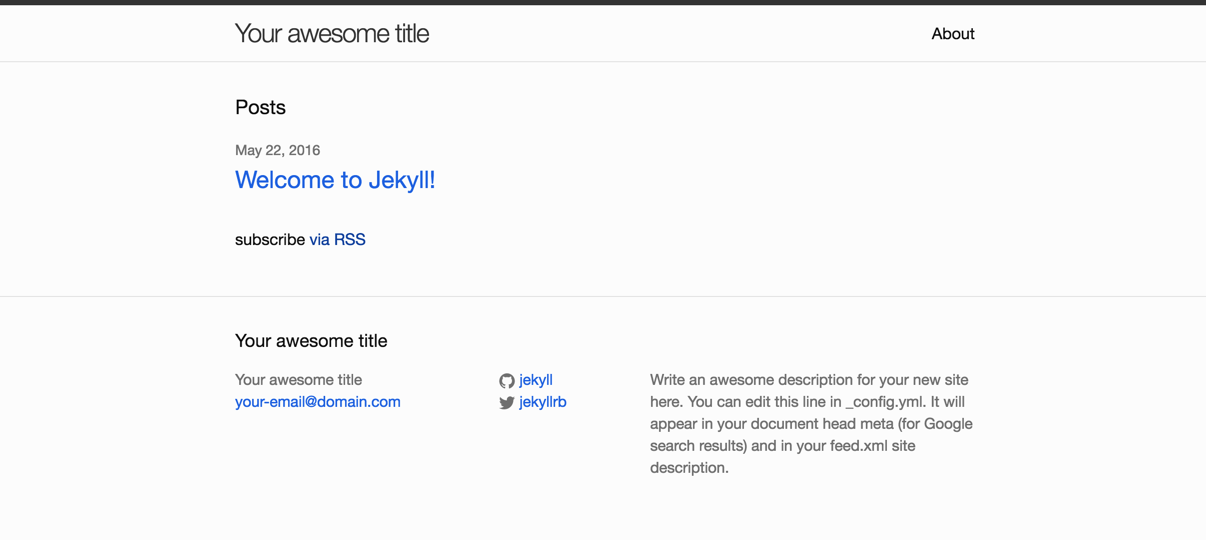 Your awesome title
About
Posts
May 22, 2016
Welcome to Jekyll!
subscribe via RSS
Your awesome title
Your awesome title
your-email@domain.com
jekyll
jekyllrb
Write an awesome description for your new site
here. You can edit this line in _config.yml. It will
appear in your document head meta (for Google
search results) and in your feed.xml site
description.